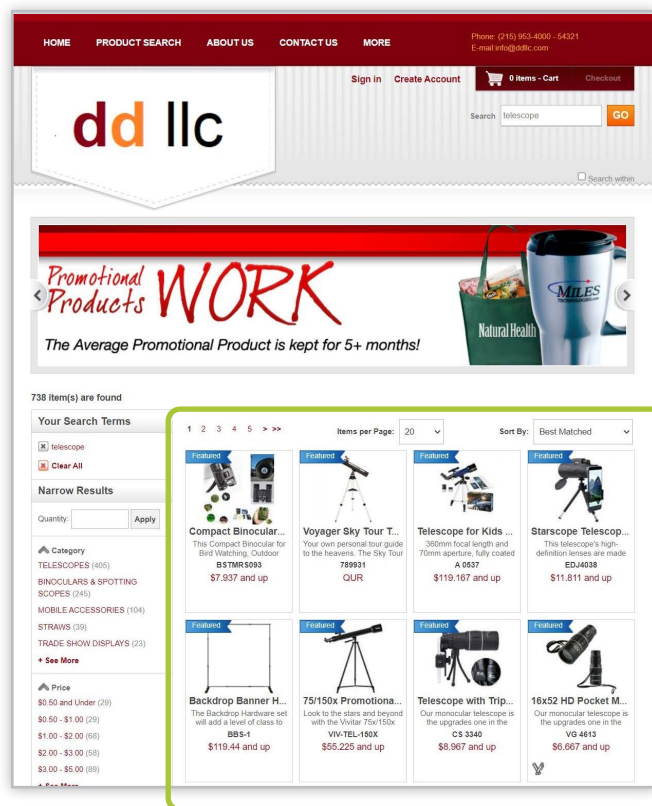 HOME PRODUCT SEARCH ABOUT US CONTACT US MORE
Phone: (215) 953-4000 - 54321
E-mail:info@ddllc.com
Sign in Create Account 0 items - Cart Checkout
dd llc
Search telescope GO
Search within
Promotional
Products WORK
The Average Promotional Product is kept for 5+ months!
Natural Health
MILES
738 item(s) are found
Your Search Terms
telescope
Clear All
Narrow Results
Quantity: Apply
Category
TELESCOPES (405)
BINOCULARS & SPOTTING
SCOPES (245)
MOBILE ACCESSORIES (104)
STRAWS (39)
TRADE SHOW DISPLAYS (23)
+ See More
Price
$0.50 and Under (29)
$0.50 - $1.00 (29)
$1.00 - $2.00 (68)
$2.00 - $3.00 (58)
$3.00 - $5.00 (89)
+ See More
1 2 3 4 5 > >> Items per Page: 20 Sort By: Best Matched
Featured Featured Featured Featured
Compact Binocular... Voyager Sky Tour T... Telescope for Kids ... Starscope Telescop...
This Compact Binocular for Your own personal tour guide 360mm focal length and This telescope's high-
Bird Watching, Outdoor to the heavens. The Sky Tour 70mm aperture, fully coated definition lenses are made
BSTMRS093 789931 A 0537 EDJ4038
$7.937 and up QUR $119.167 and up $11.811 and up
Featured Featured Featured Featured
Backdrop Banner H... 75/150x Promotiona... Telescope with Trip... 16x52 HD Pocket M...
The Backdrop Hardware set Look to the stars and beyond Our monocular telescope is Our monocular telescope is
will add a level of class to with the Vivitar 75x/150x the upgrades one in the the upgrades one in the
BBS-1 VIV-TEL-150X CS 3340 VG 4613
$119.44 and up $55.225 and up $8.967 and up $6.667 and up